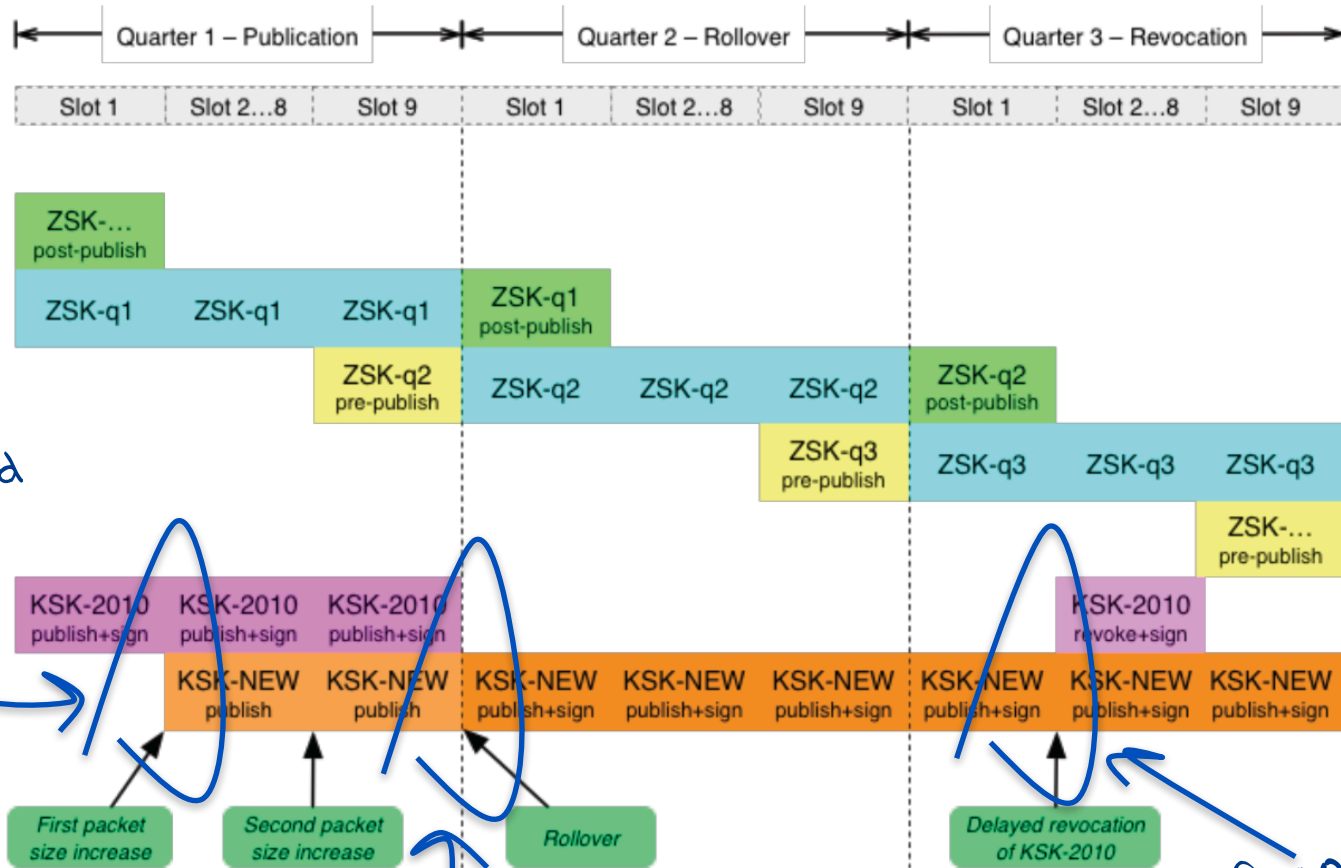 Quarter 1 – Publication
Quarter 2 – Rollover
Quarter 3 – Revocation
Slot 1
Slot 2...8
Slot 9
Slot 1
Slot 2...8
Slot 9
Slot 1
Slot 2...8
Slot 9
ZSK-...
post-publish
ZSK-q1
ZSK-q1
ZSK-q1
ZSK-q1
post-publish
ZSK-q2
pre-publish
ZSK-q2
ZSK-q2
ZSK-q2
ZSK-q2
post-publish
ZSK-q3
pre-publish
ZSK-q3
ZSK-q3
ZSK-q3
ZSK-...
pre-publish
KSK-2010
publish+sign
KSK-2010
publish+sign
KSK-2010
publish+sign
KSK-2010
revoke+sign
KSK-NEW
publish
KSK-NEW
publish
KSK-NEW
publish+sign
KSK-NEW
publish+sign
KSK-NEW
publish+sign
KSK-NEW
publish+sign
KSK-NEW
publish+sign
KSK-NEW
publish+sign
First packet
size increase
Second packet
size increase
Rollover
Delayed revocation
of KSK-2010